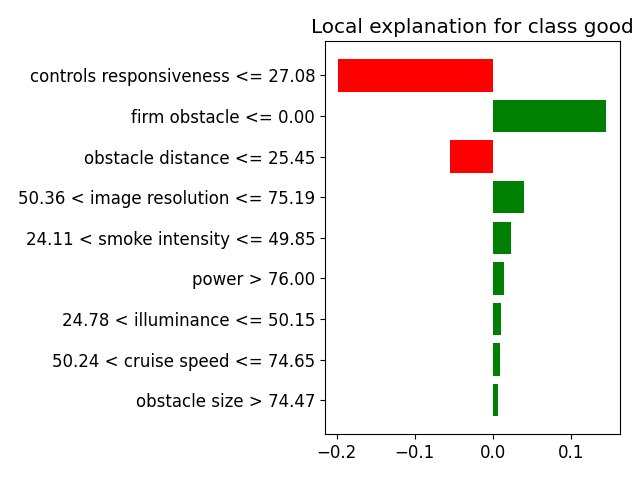 Local explanation for class good
controls responsiveness <= 27.08
firm obstacle <= 0.00
obstacle distance <= 25.45
50.36 < image resolution <= 75.19
24.11 < smoke intensity <= 49.85
power > 76.00
24.78 < illuminance <= 50.15
50.24 < cruise speed <= 74.65
obstacle size > 74.47
−0.2 −0.1 0.0 0.1